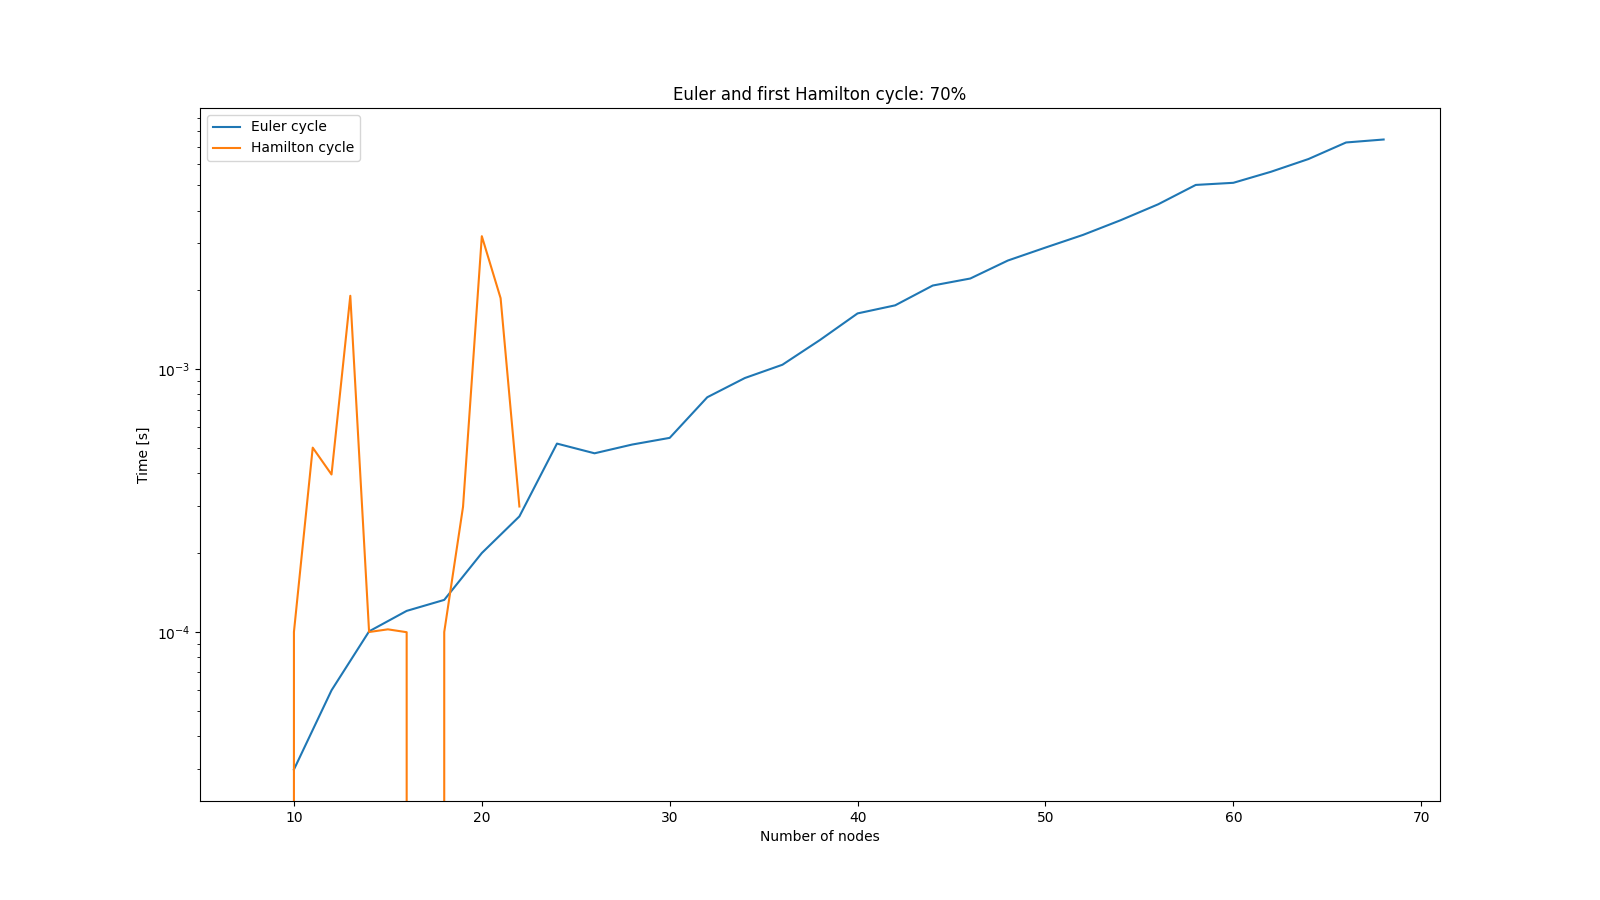 Euler and first Hamilton cycle: 70%
Euler cycle
Hamilton cycle
10⁻³
10⁻⁴
Time [s]
10 20 30 40 50 60 70
Number of nodes